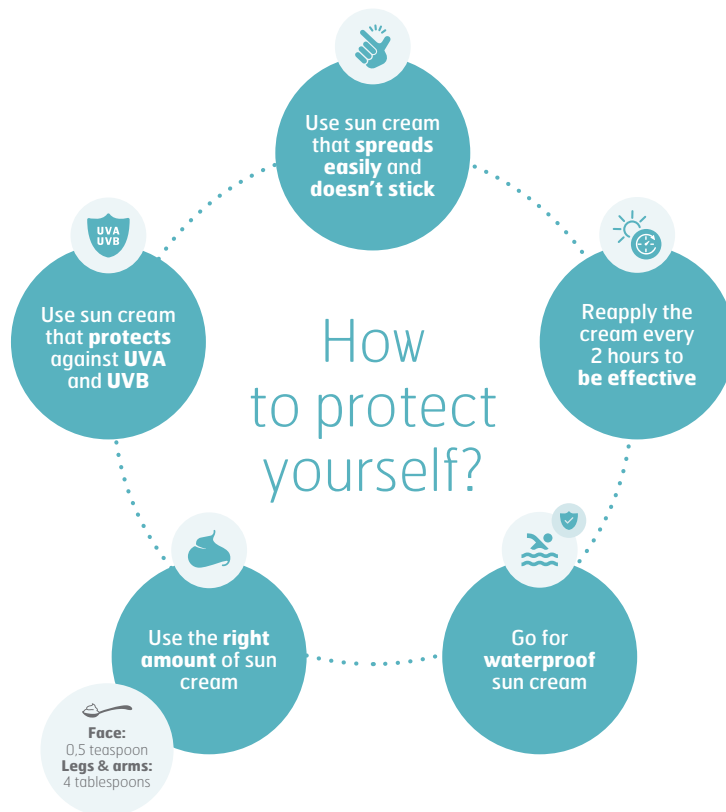 Use sun cream
that spreads
easily and
doesn't stick
UVA
UVB
Use sun cream
that protects
against UVA
and UVB
Reapply the
cream every
2 hours to
be effective
How
to protect
yourself?
Use the right
amount of sun
cream
Go for
waterproof
sun cream
Face:
0,5 teaspoon
Legs & arms:
4 tablespoons